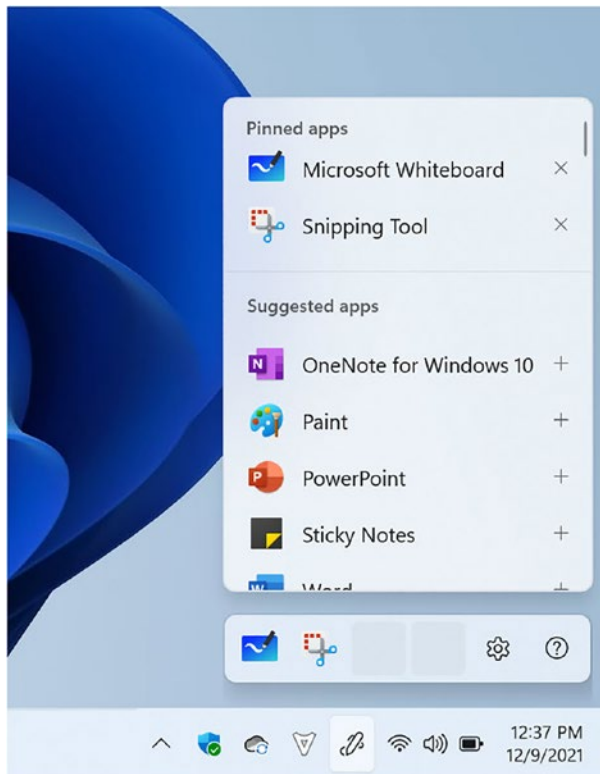 Pinned apps
Microsoft Whiteboard
Snipping Tool
Suggested apps
OneNote for Windows 10
Paint
PowerPoint
Sticky Notes
Word
12:37 PM
12/9/2021